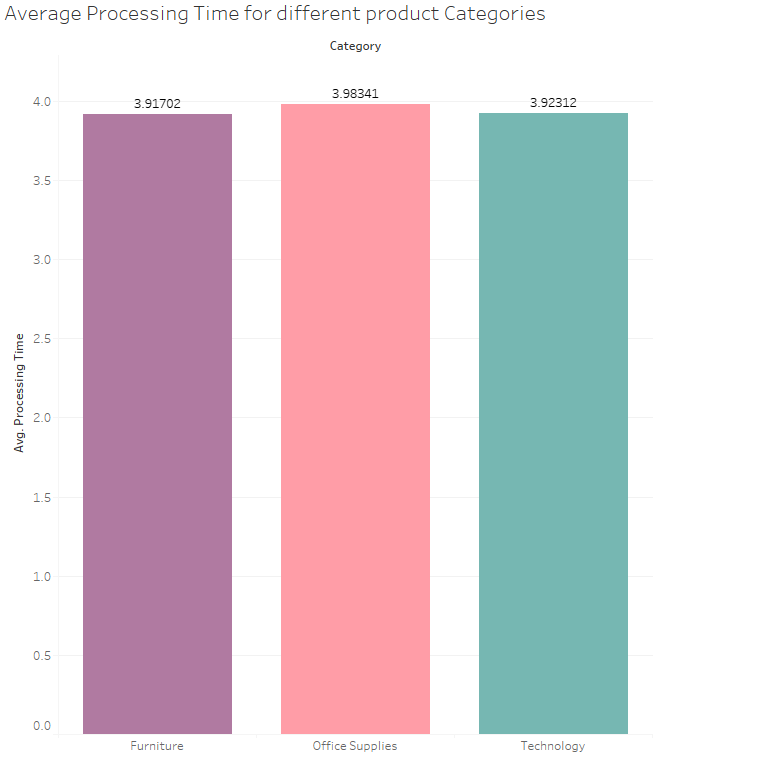 Average Processing Time for different product Categories
Category
Avg. Processing Time
4.0
3.5
3.0
2.5
2.0
1.5
1.0
0.5
0.0
3.91702
3.98341
3.92312
Furniture
Office Supplies
Technology